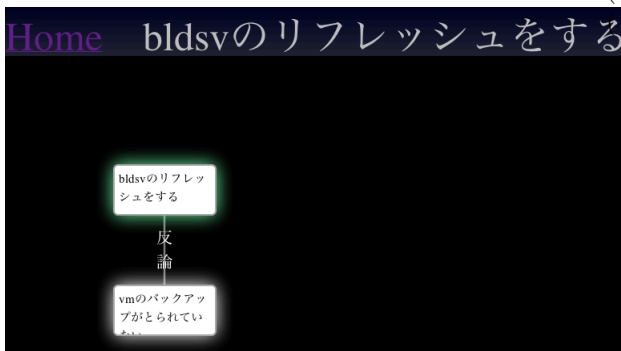 Home bldsvのリフレッシュをする
bldsvのリフレッ
シュをする
反
論
vmのバックアッ
プがとられてい
ない